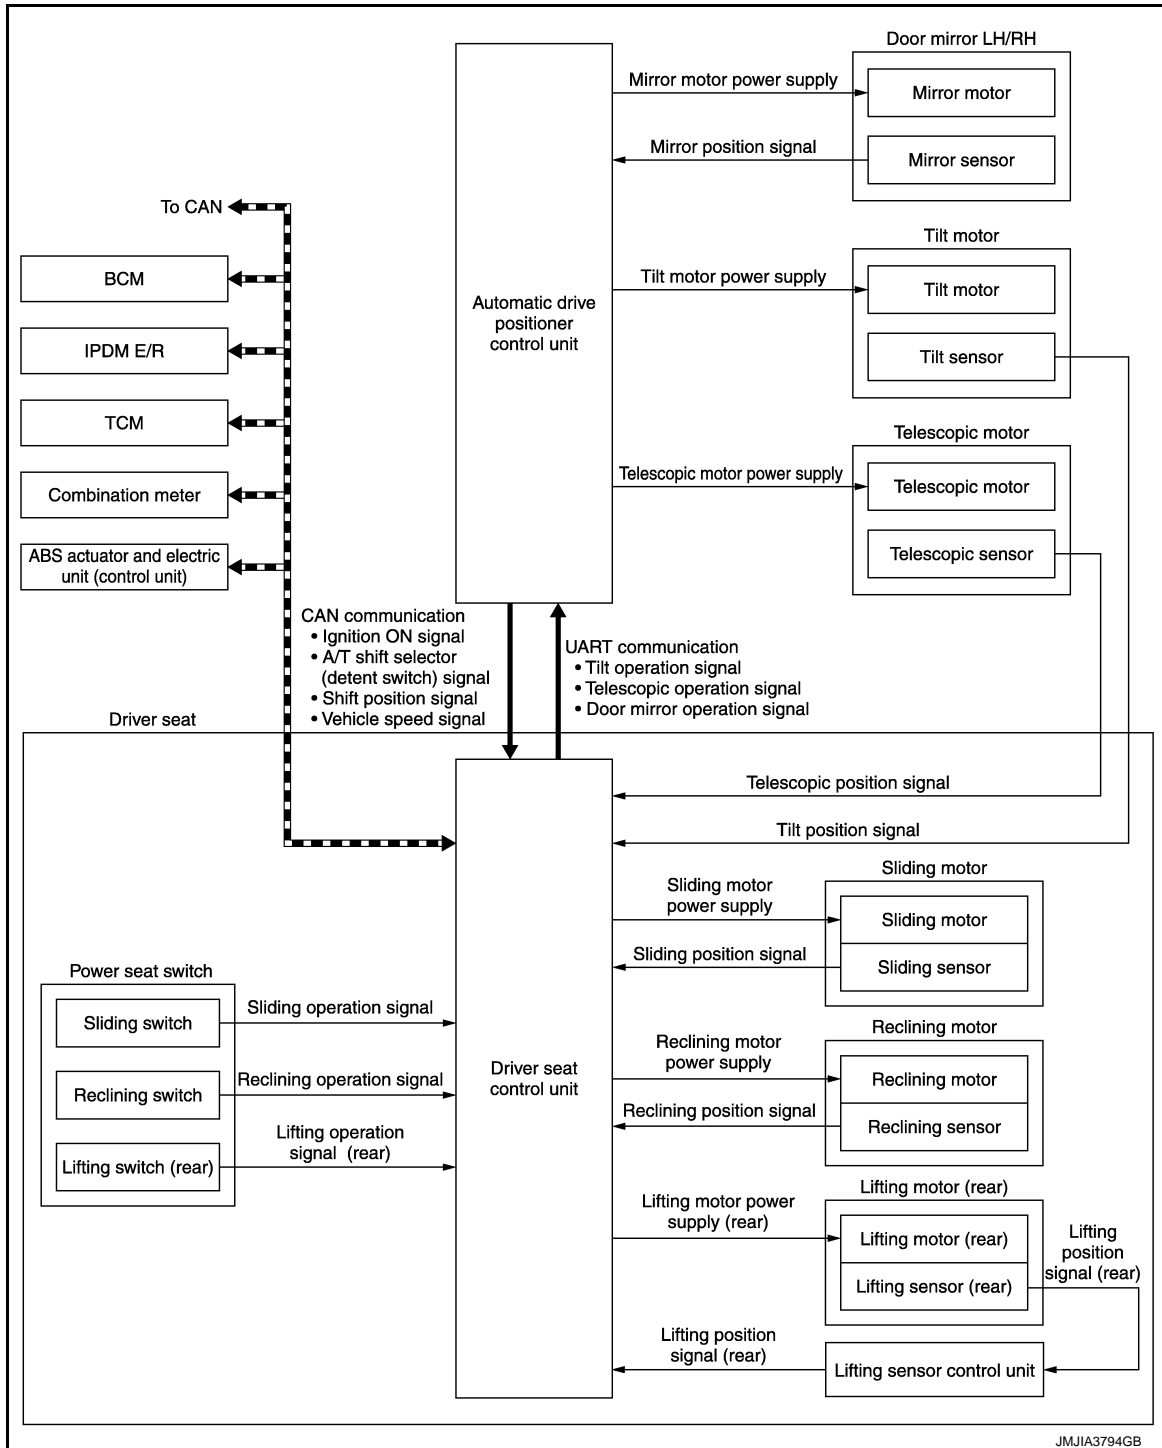 Door mirror LH/RH
Mirror motor power supply
Mirror motor
Mirror position signal
Mirror sensor
To CAN
BCM
IPDM E/R
TCM
Combination meter
ABS actuator and electric
unit (control unit)
Automatic drive
positioner
control unit
Tilt motor
Tilt motor power supply
Tilt motor
Tilt sensor
Telescopic motor
Telescopic motor power supply
Telescopic motor
Telescopic sensor
CAN communication
• Ignition ON signal
• A/T shift selector
(detent switch) signal
• Shift position signal
• Vehicle speed signal
UART communication
• Tilt operation signal
• Telescopic operation signal
• Door mirror operation signal
Driver seat
Telescopic position signal
Tilt position signal
Power seat switch
Sliding switch
Sliding operation signal
Reclining switch
Reclining operation signal
Lifting switch (rear)
Lifting operation
signal (rear)
Driver seat
control unit
Sliding motor
Sliding motor
power supply
Sliding motor
Sliding position signal
Sliding sensor
Reclining motor
Reclining motor
power supply
Reclining motor
Reclining position signal
Reclining sensor
Lifting motor (rear)
Lifting motor power
supply (rear)
Lifting motor (rear)
Lifting sensor (rear)
Lifting
position
signal (rear)
Lifting position
signal (rear)
Lifting sensor control unit
JMJIA3794GB